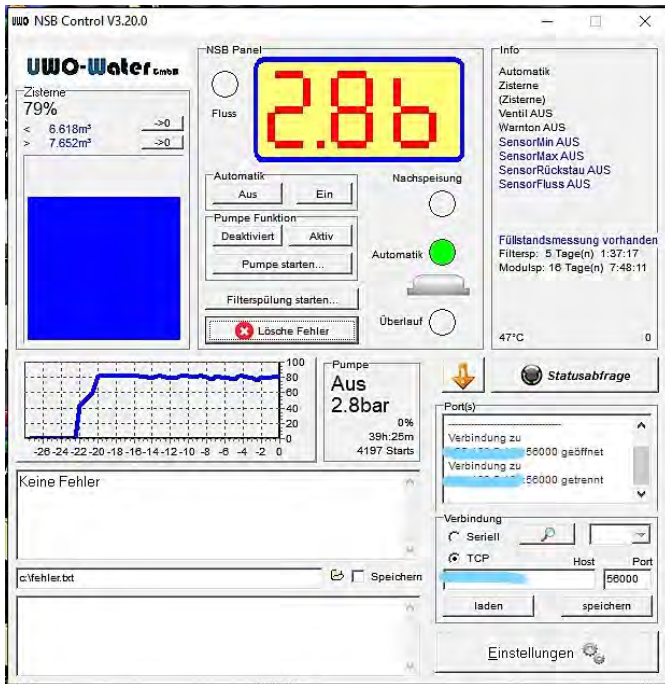 UWO NSB Control V3.20.0
UWO-Water GmbH
Zisterne
79%
< 6.618m³ ->0
> 7.652m³ ->0
NSB Panel
Fluss
2.8b
Automatik
Aus Ein
Pumpe Funktion
Deaktiviert Aktiv
Pumpe starten...
Filterspülung starten...
Lösche Fehler
Nachspeisung
Automatik
Überlauf
Info
Automatik
Zisterne
(Zisterne)
Ventil AUS
Warnton AUS
SensorMin AUS
SensorMax AUS
SensorRückstau AUS
SensorFluss AUS
Füllstandsmessung vorhanden
Filtersp: 5 Tage(n) 1:37:17
Modulsp: 16 Tage(n) 7:48:11
47°C 0
100
80
60
40
20
0
-26 -24 -22 -20 -18 -16 -14 -12 -10 -8 -6 -4 -2 0
Pumpe
Aus
2.8bar
0%
39h:25m
4197 Starts
Statusabfrage
Port(s)
Verbindung zu
:56000 geöffnet
Verbindung zu
:56000 getrennt
Keine Fehler
c:\fehler.txt Speichern
Verbindung
Seriell
TCP Host Port
56000
laden speichern
Einstellungen